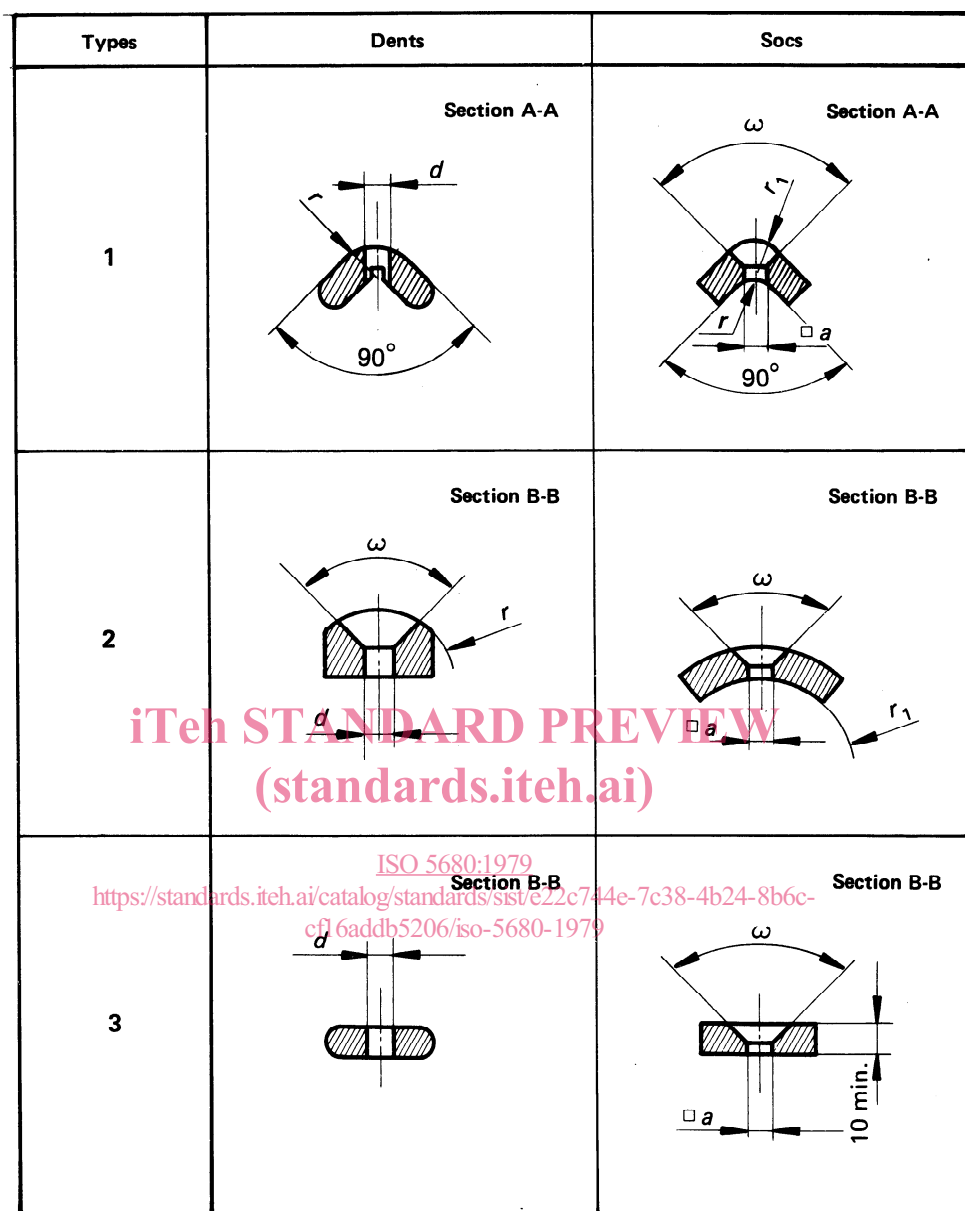 Types Dents Socs
Section A-A Section A-A
ω
d r₁
r
1
r □ a
90° 90°
Section B-B Section B-B
ω ω
r
2
d □ a r₁
iTeh STANDARD PREVIEW
(standards.iteh.ai)
ISO 5680:1979
Section B-B Section B-B
https://standards.iteh.ai/catalog/standards/sist/e22c744e-7c38-4b24-8b6c-
cf16addb5206/iso-5680-1979
d ω
3
□ a 10 min.